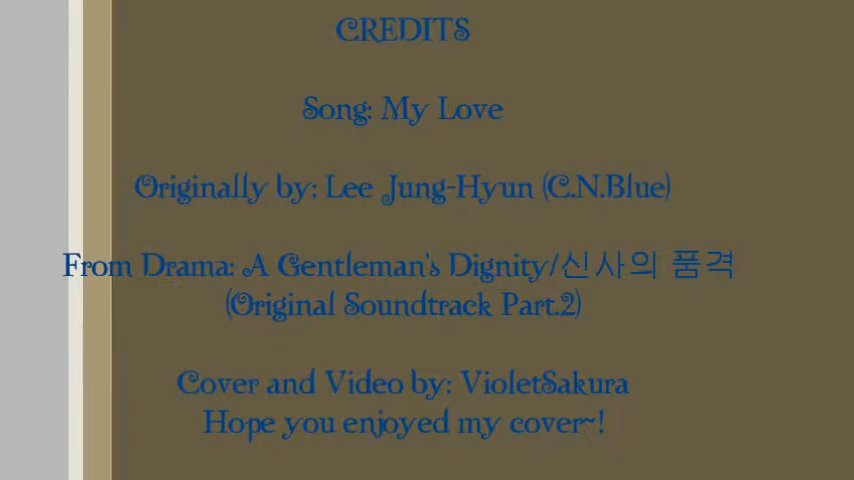 CREDITS
Song: My Love
Originally by: Lee Jung-Hyun (C.N.Blue)
From Drama: A Gentleman's Dignity/신사의 품격
(Original Soundtrack Part.2)
Cover and Video by: VioletSakura
Hope you enjoyed my cover~!